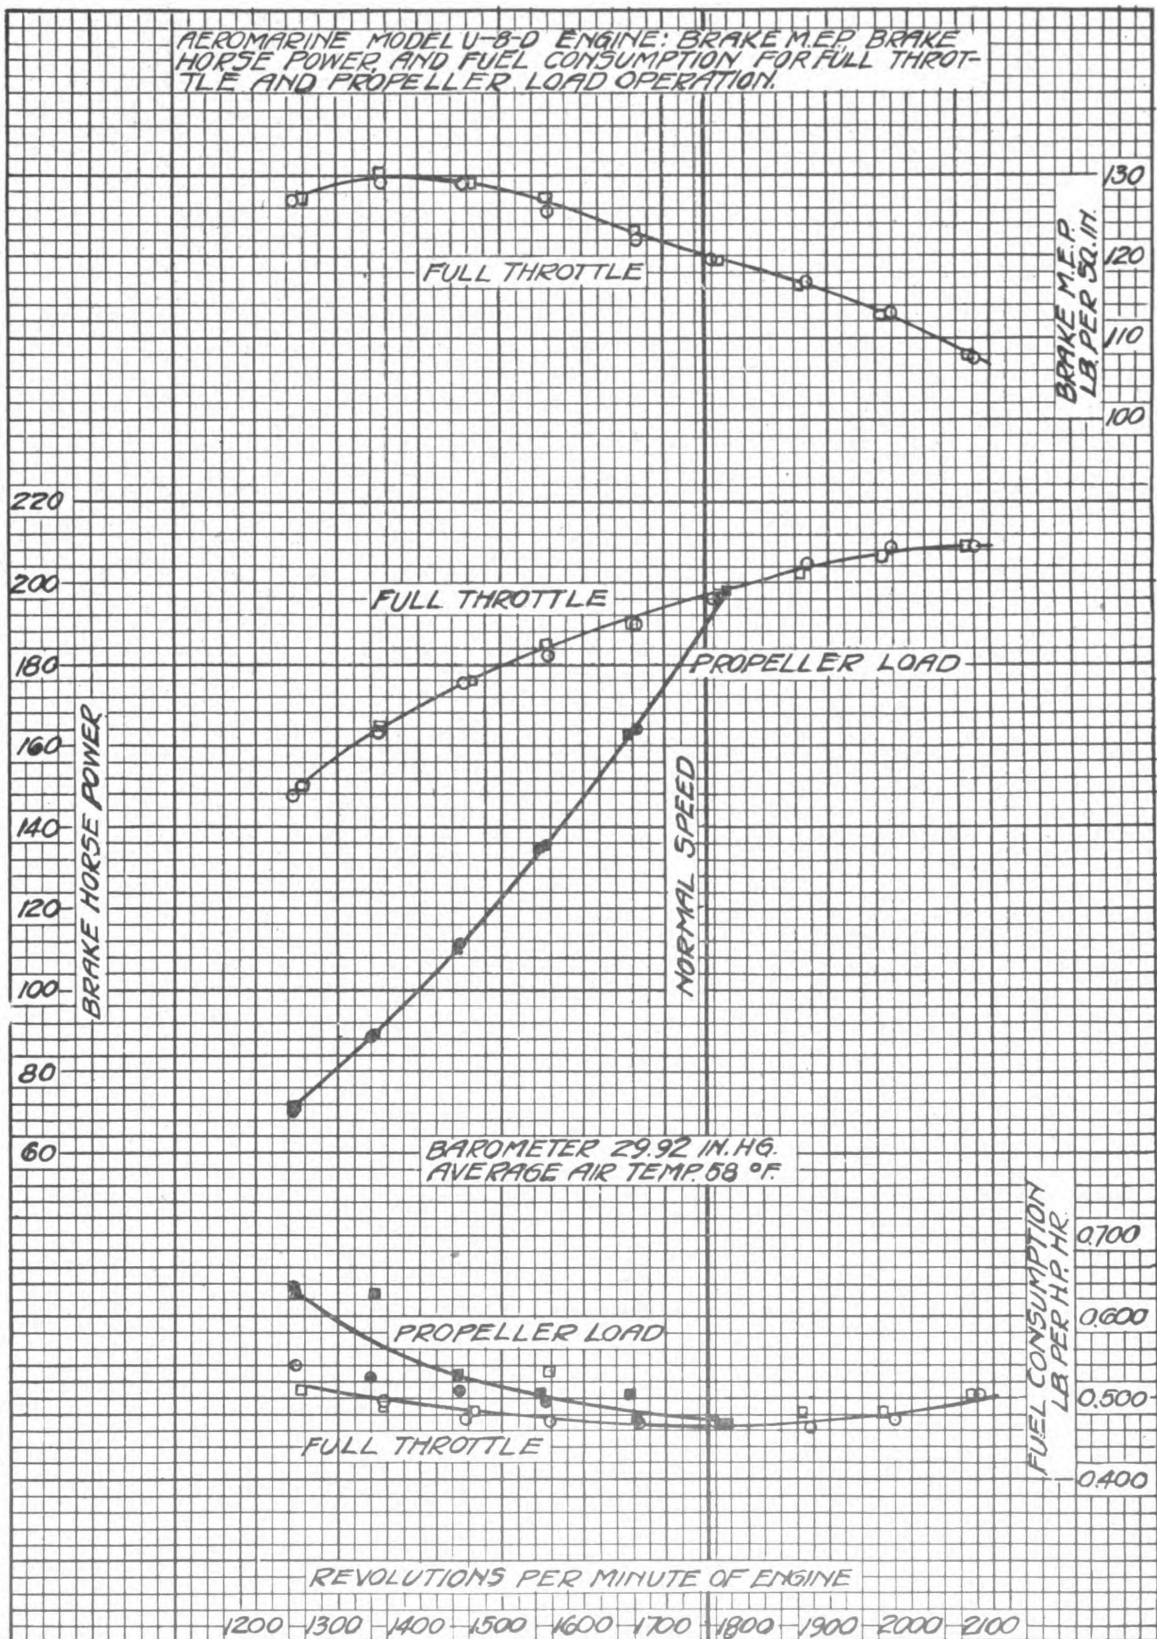 AEROMARINE MODEL U-8-D ENGINE: BRAKE M.E.P., BRAKE
HORSE POWER, AND FUEL CONSUMPTION FOR FULL THROT-
TLE AND PROPELLER LOAD OPERATION.
130
120
110
100
BRAKE M.E.P.
LB. PER SQ. IN.
FULL THROTTLE
220
200
180
160
140
120
100
80
60
BRAKE HORSE POWER
FULL THROTTLE
PROPELLER LOAD
NORMAL SPEED
BAROMETER 29.92 IN. HG.
AVERAGE AIR TEMP. 58 °F.
FUEL CONSUMPTION
LB. PER H.P. HR.
0.700
0.600
0.500
0.400
PROPELLER LOAD
FULL THROTTLE
REVOLUTIONS PER MINUTE OF ENGINE
1200 1300 1400 1500 1600 1700 1800 1900 2000 2100